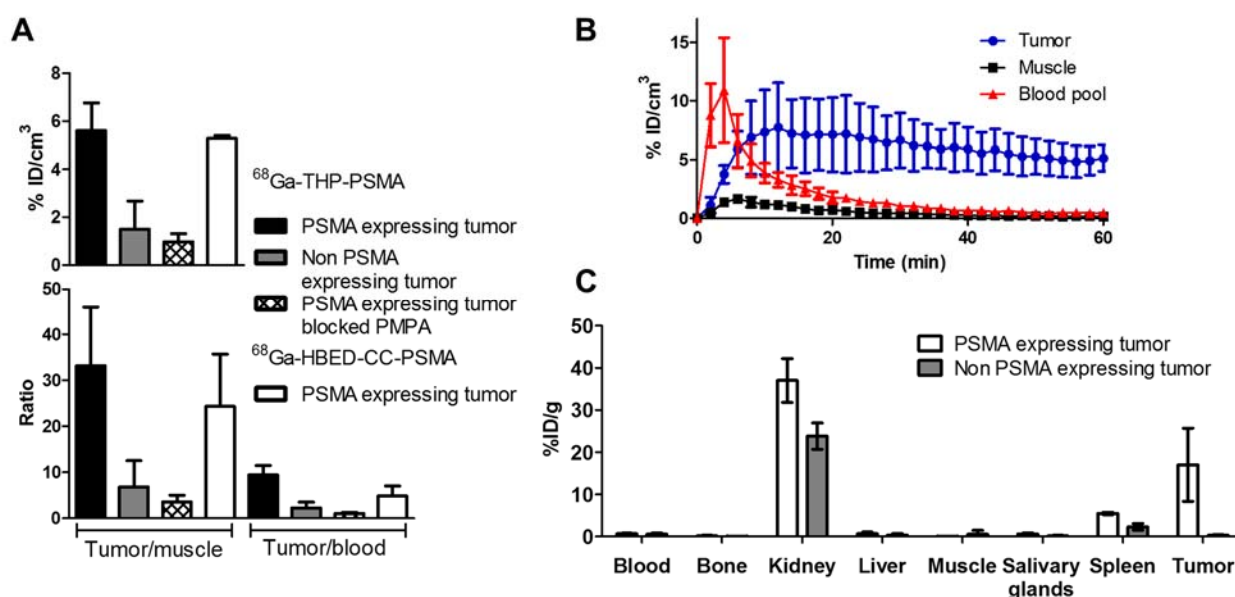 A
8
6
4
2
0
% ID/cm³
⁶⁸Ga-THP-PSMA
PSMA expressing tumor
Non PSMA
expressing tumor
PSMA expressing tumor
blocked PMPA
⁶⁸Ga-HBED-CC-PSMA
PSMA expressing tumor
50
40
30
20
10
0
Ratio
Tumor/muscle
Tumor/blood
B
15
10
5
0
% ID/cm³
Tumor
Muscle
Blood pool
0 20 40 60
Time (min)
C
50
40
30
20
10
0
%ID/g
PSMA expressing tumor
Non PSMA expressing tumor
Blood Bone Kidney Liver Muscle Salivary Spleen Tumor
glands